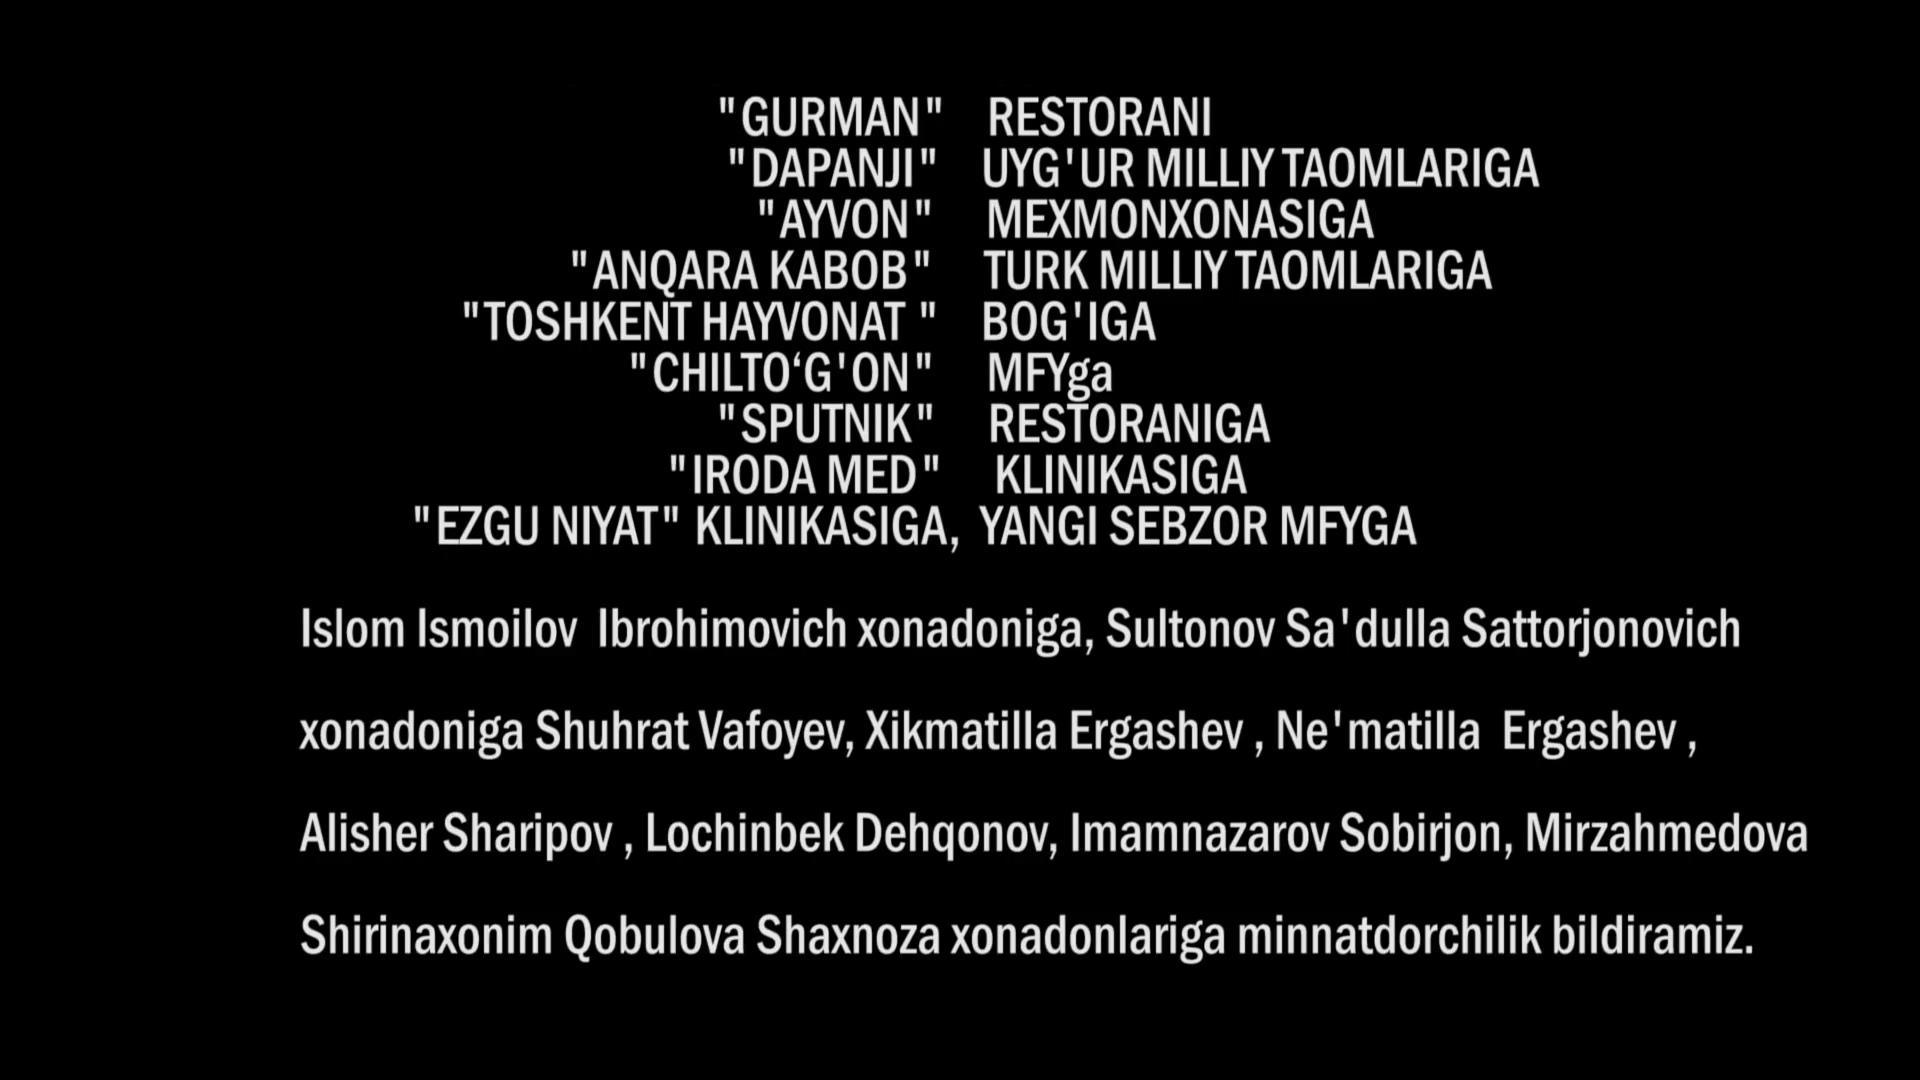 "GURMAN" RESTORANI
"DAPANJI" UYG'UR MILLIY TAOMLARIGA
"AYVON" MEXMONXONASIGA
"ANQARA KABOB" TURK MILLIY TAOMLARIGA
"TOSHKENT HAYVONAT " BOG'IGA
"CHILTO‘G'ON" MFYga
"SPUTNIK" RESTORANIGA
"IRODA MED" KLINIKASIGA
"EZGU NIYAT" KLINIKASIGA, YANGI SEBZOR MFYGA
Islom Ismoilov Ibrohimovich xonadoniga, Sultonov Sa'dulla Sattorjonovich
xonadoniga Shuhrat Vafoyev, Xikmatilla Ergashev , Ne'matilla Ergashev ,
Alisher Sharipov , Lochinbek Dehqonov, Imamnazarov Sobirjon, Mirzahmedova
Shirinaxonim Qobulova Shaxnoza xonadonlariga minnatdorchilik bildiramiz.